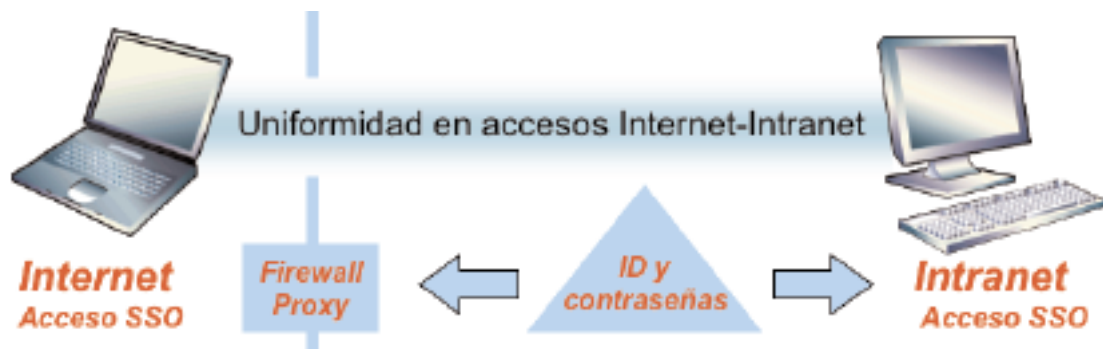 Uniformidad en accesos Internet-Intranet
Internet
Acceso SSO
Firewall
Proxy
ID y
contraseñas
Intranet
Acceso SSO